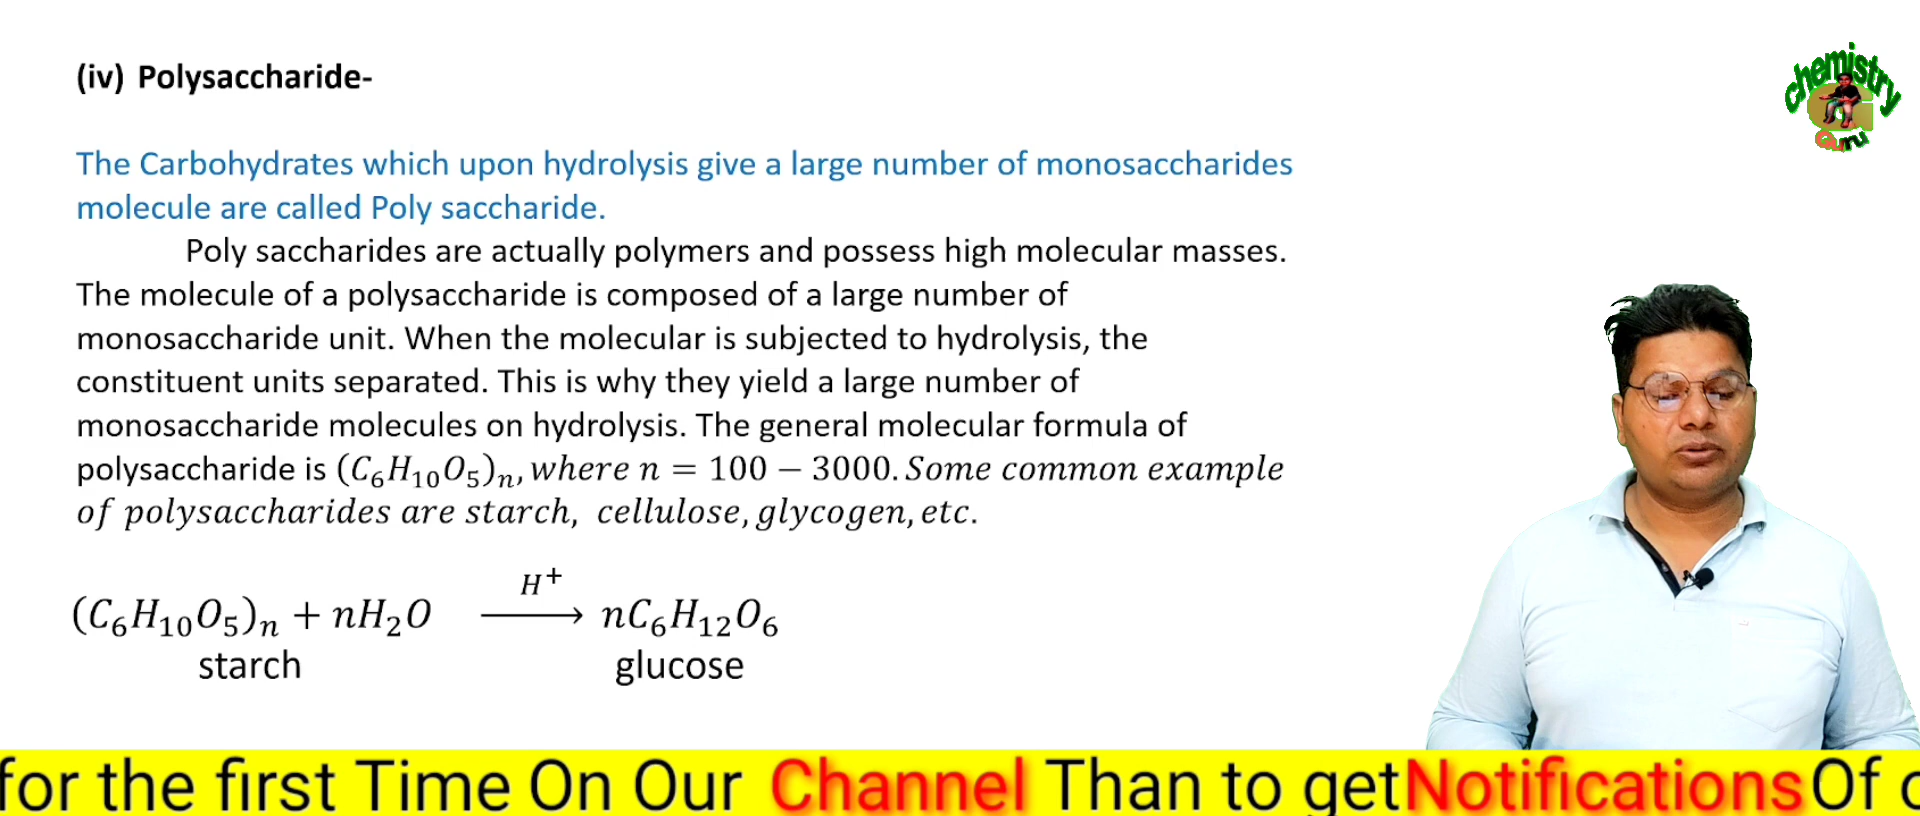 (iv) Polysaccharide-
chemistry
Guru
The Carbohydrates which upon hydrolysis give a large number of monosaccharides
molecule are called Poly saccharide.
Poly saccharides are actually polymers and possess high molecular masses.
The molecule of a polysaccharide is composed of a large number of
monosaccharide unit. When the molecular is subjected to hydrolysis, the
constituent units separated. This is why they yield a large number of
monosaccharide molecules on hydrolysis. The general molecular formula of
polysaccharide is (C₆H₁₀O₅)ₙ, where n = 100 − 3000. Some common example
of polysaccharides are starch, cellulose, glycogen, etc.
H⁺
(C₆H₁₀O₅)ₙ + nH₂O ⟶ nC₆H₁₂O₆
starch glucose
for the first Time On Our Channel Than to get Notifications Of